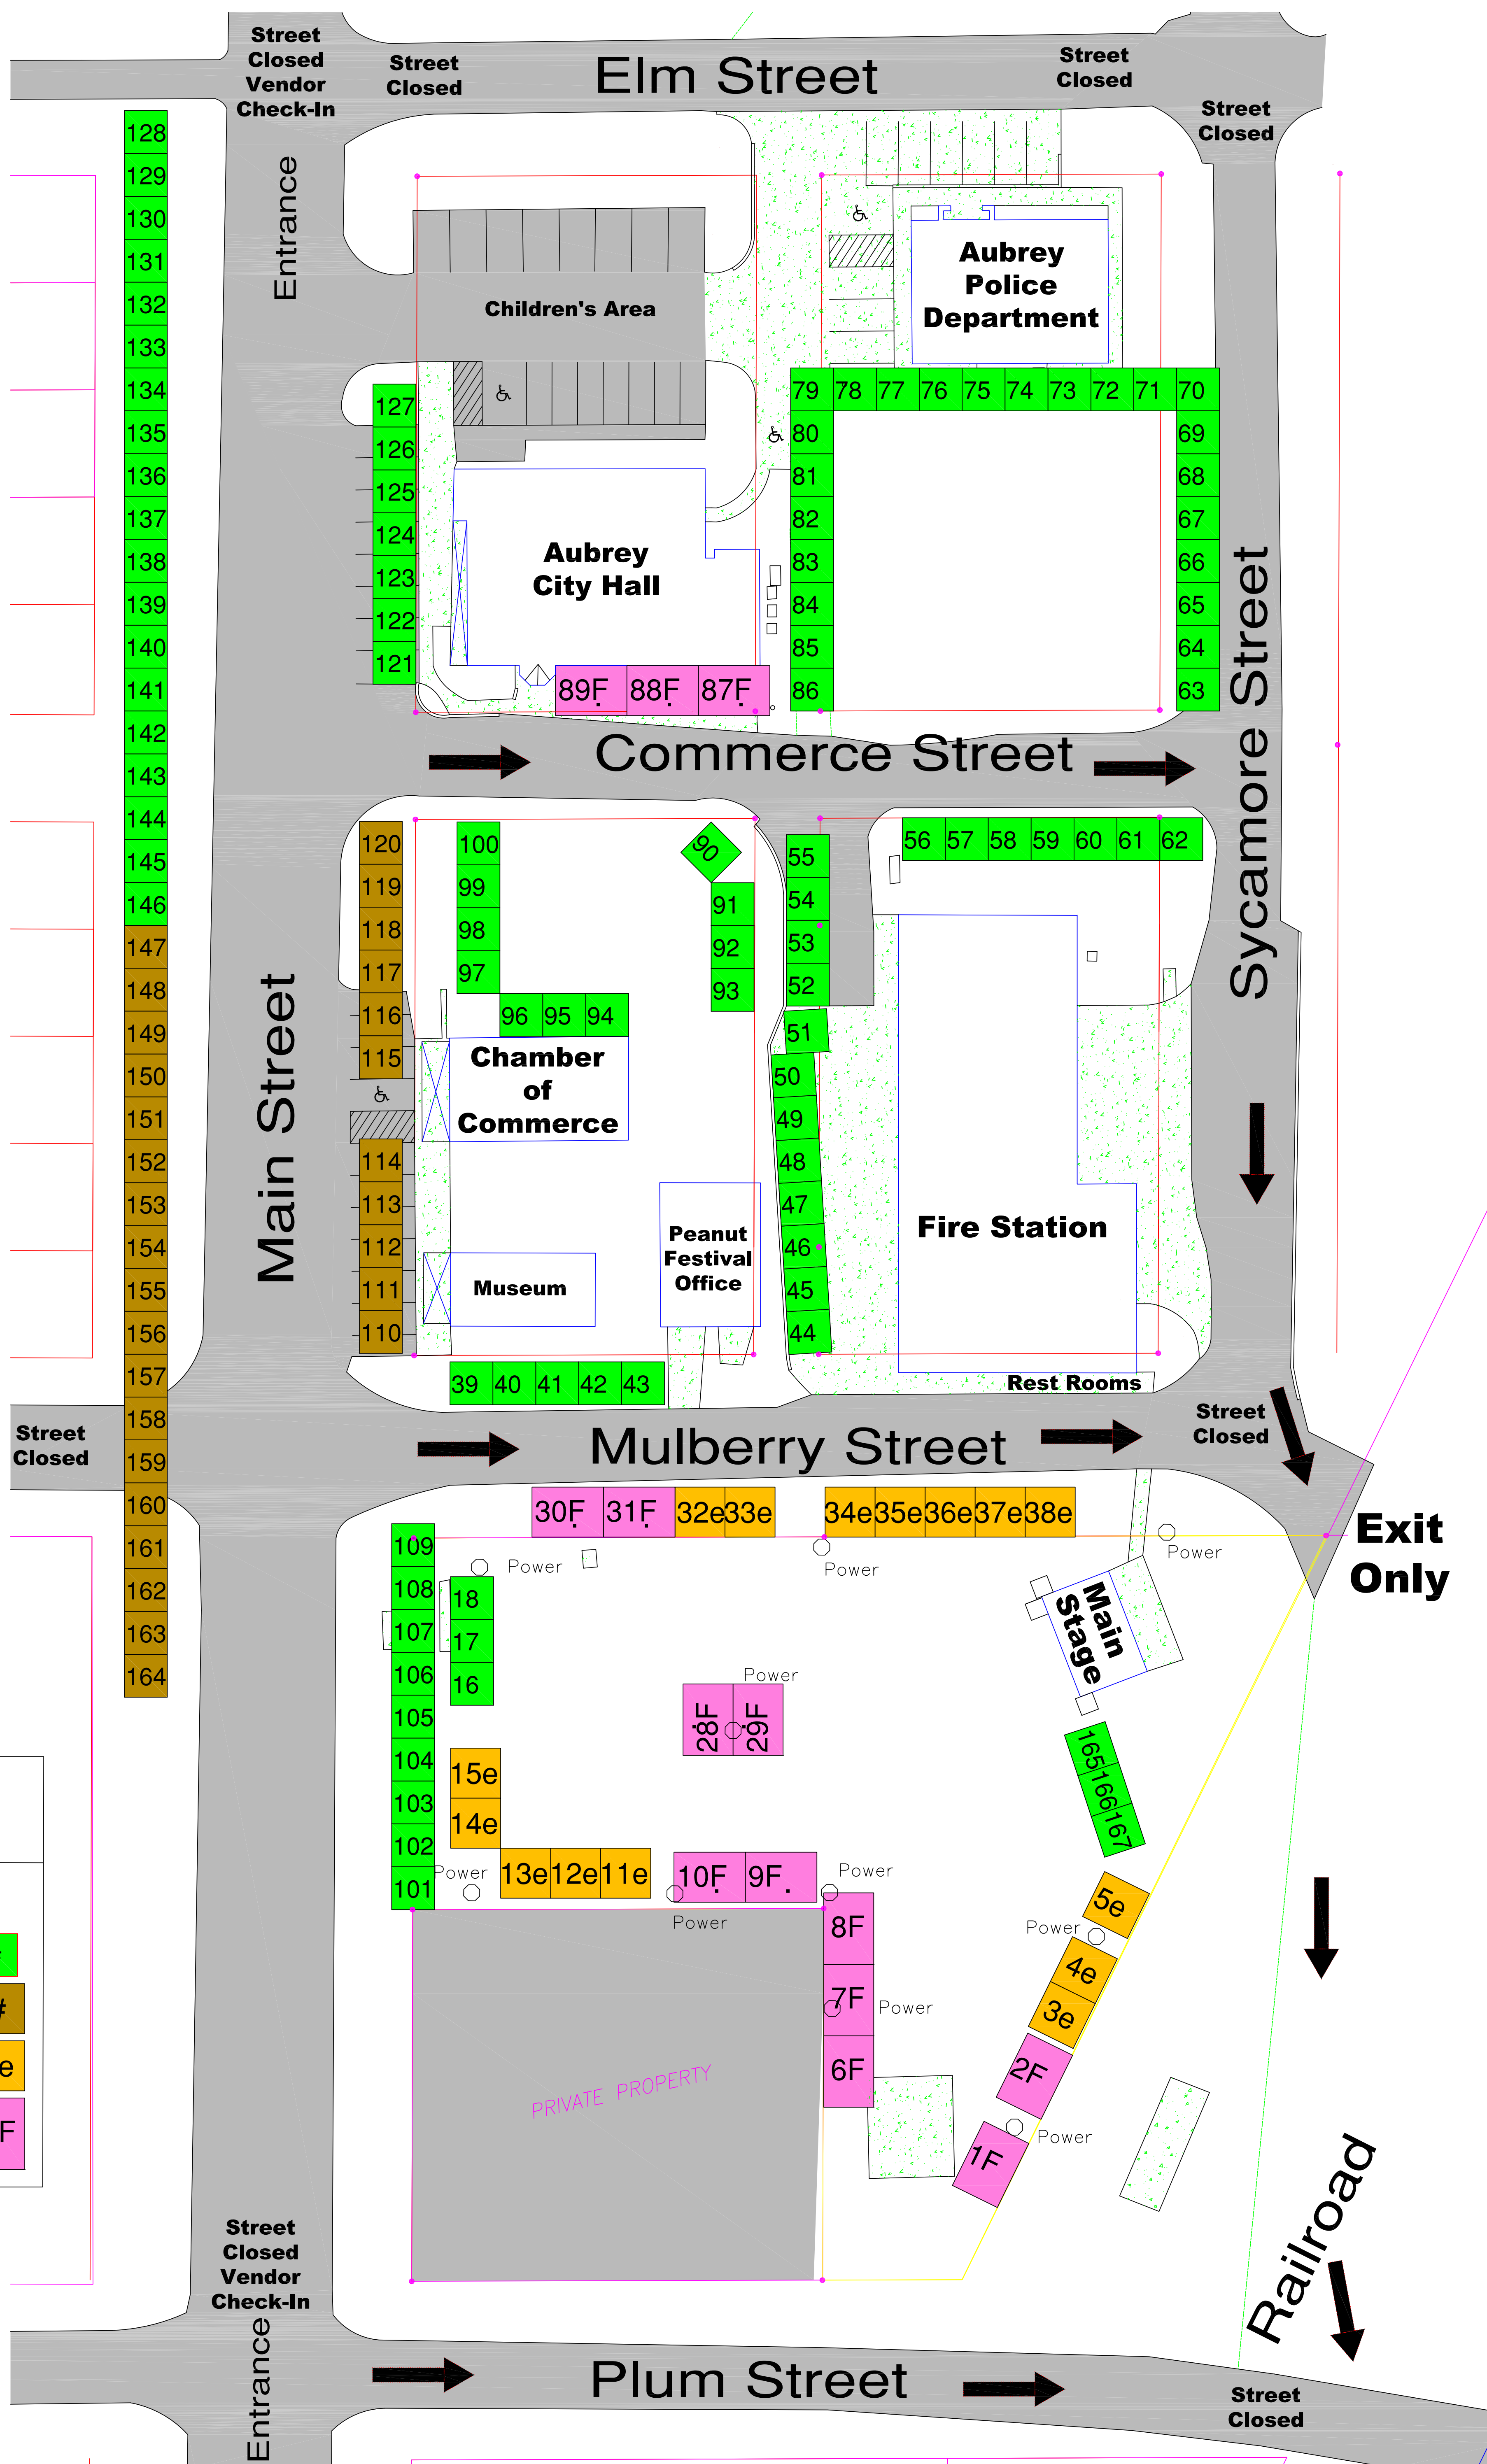 Street
Closed
Vendor
Check-In
Street
Closed
Elm Street
Street
Closed
Street
Closed
Entrance
128
129
130
131
132
133
134
135
136
137
138
139
140
141
142
143
144
145
146
147
148
149
150
151
152
153
154
155
156
157
158
159
160
161
162
163
164
Children's Area
Aubrey
Police
Department
127
126
125
124
123
122
121
79 78 77 76 75 74 73 72 71 70
80
81
82
83
84
85
86
69
68
67
66
65
64
63
Aubrey
City Hall
89F 88F 87F
Commerce Street
Sycamore Street
Main Street
120
119
118
117
116
115
114
113
112
111
110
100
99
98
97
96 95 94
90
91
92
93
55
54
53
52
51
50
49
48
47
46
45
44
56 57 58 59 60 61 62
Chamber
of
Commerce
Museum
Peanut
Festival
Office
Fire Station
Rest Rooms
39 40 41 42 43
Street
Closed
Mulberry Street
Street
Closed
30F 31F 32e 33e
34e 35e 36e 37e 38e
Exit
Only
Power
Power
Power
109
108
107
106
105
104
103
102
101
18
17
16
Main
Stage
Power
28F 29F
165
166
167
15e
14e
13e 12e 11e
10F 9F
Power
Power
Power
8F
7F
6F
Power
5e
Power
4e
3e
2F
1F
Power
#
e
F
PRIVATE PROPERTY
Railroad
Street
Closed
Vendor
Check-In
Entrance
Plum Street
Street
Closed